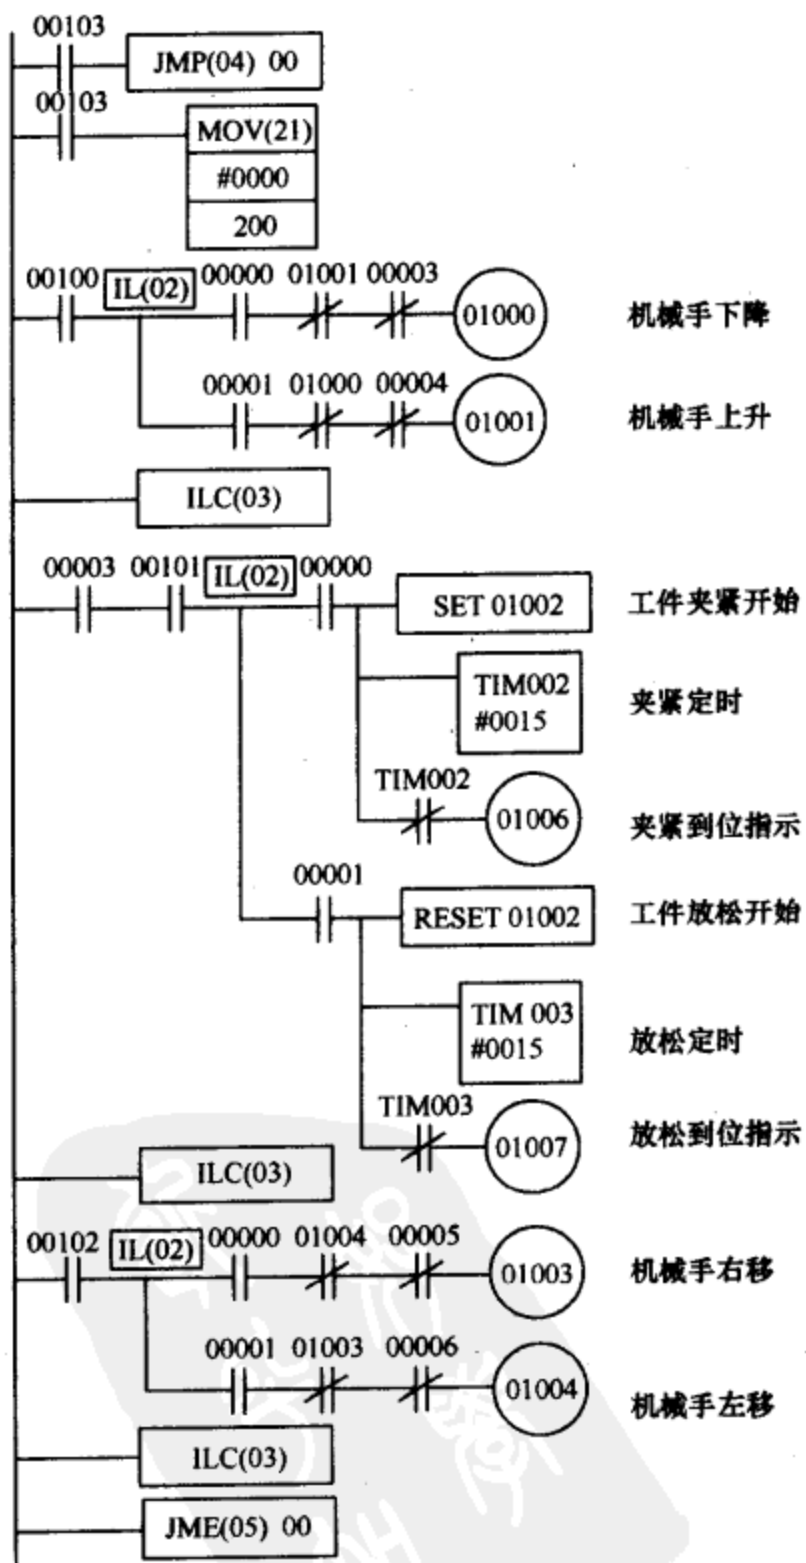 00103
JMP(04) 00
00103
MOV(21)
#0000
200
00100 IL(02) 00000 01001 00003
01000 机械手下降
00001 01000 00004
01001 机械手上升
ILC(03)
00003 00101 IL(02) 00000
SET 01002 工件夹紧开始
TIM002 夹紧定时
#0015
TIM002
01006 夹紧到位指示
00001
RESET 01002 工件放松开始
TIM 003 放松定时
#0015
TIM003
01007 放松到位指示
ILC(03)
00102 IL(02) 00000 01004 00005
01003 机械手右移
00001 01003 00006
01004 机械手左移
ILC(03)
JME(05) 00